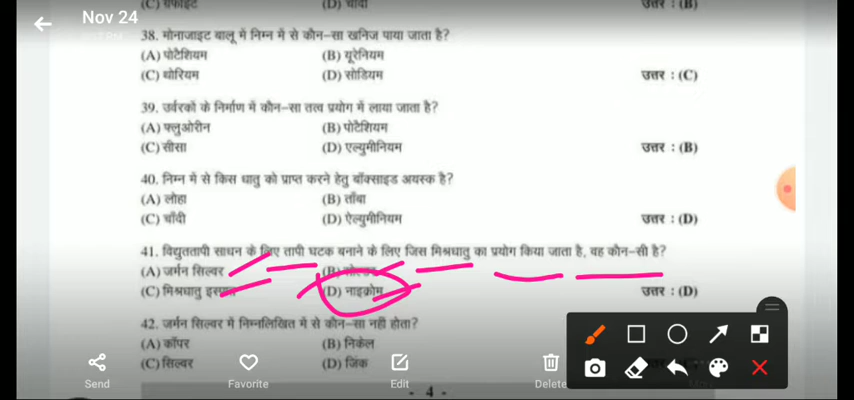 (C) ग्रेफाइट (D) चांदी उत्तर : (B)
Nov 24
38. मोनाजाइट बालू में निम्न में से कौन-सा खनिज पाया जाता है?
(A) पोटैशियम (B) यूरेनियम
(C) थोरियम (D) सोडियम उत्तर : (C)
39. उर्वरकों के निर्माण में कौन-सा तत्व प्रयोग में लाया जाता है?
(A) फ्लुओरीन (B) पोटैशियम
(C) सीसा (D) एल्युमीनियम उत्तर : (B)
40. निम्न में से किस धातु को प्राप्त करने हेतु बॉक्साइड अयस्क है?
(A) लोहा (B) ताँबा
(C) चाँदी (D) ऐल्युमीनियम उत्तर : (D)
41. विद्युततापी साधन के लिए तापी घटक बनाने के लिए जिस मिश्रधातु का प्रयोग किया जाता है, वह कौन-सी है?
(A) जर्मन सिल्वर (B)
(C) मिश्रधातु इस्पात (D) नाइक्रोम उत्तर : (D)
42. जर्मन सिल्वर में निम्नलिखित में से कौन-सा नहीं होता?
(A) कॉपर (B) निकेल
(C) सिल्वर (D) जिंक
Send Favorite Edit Delete
- 4 -